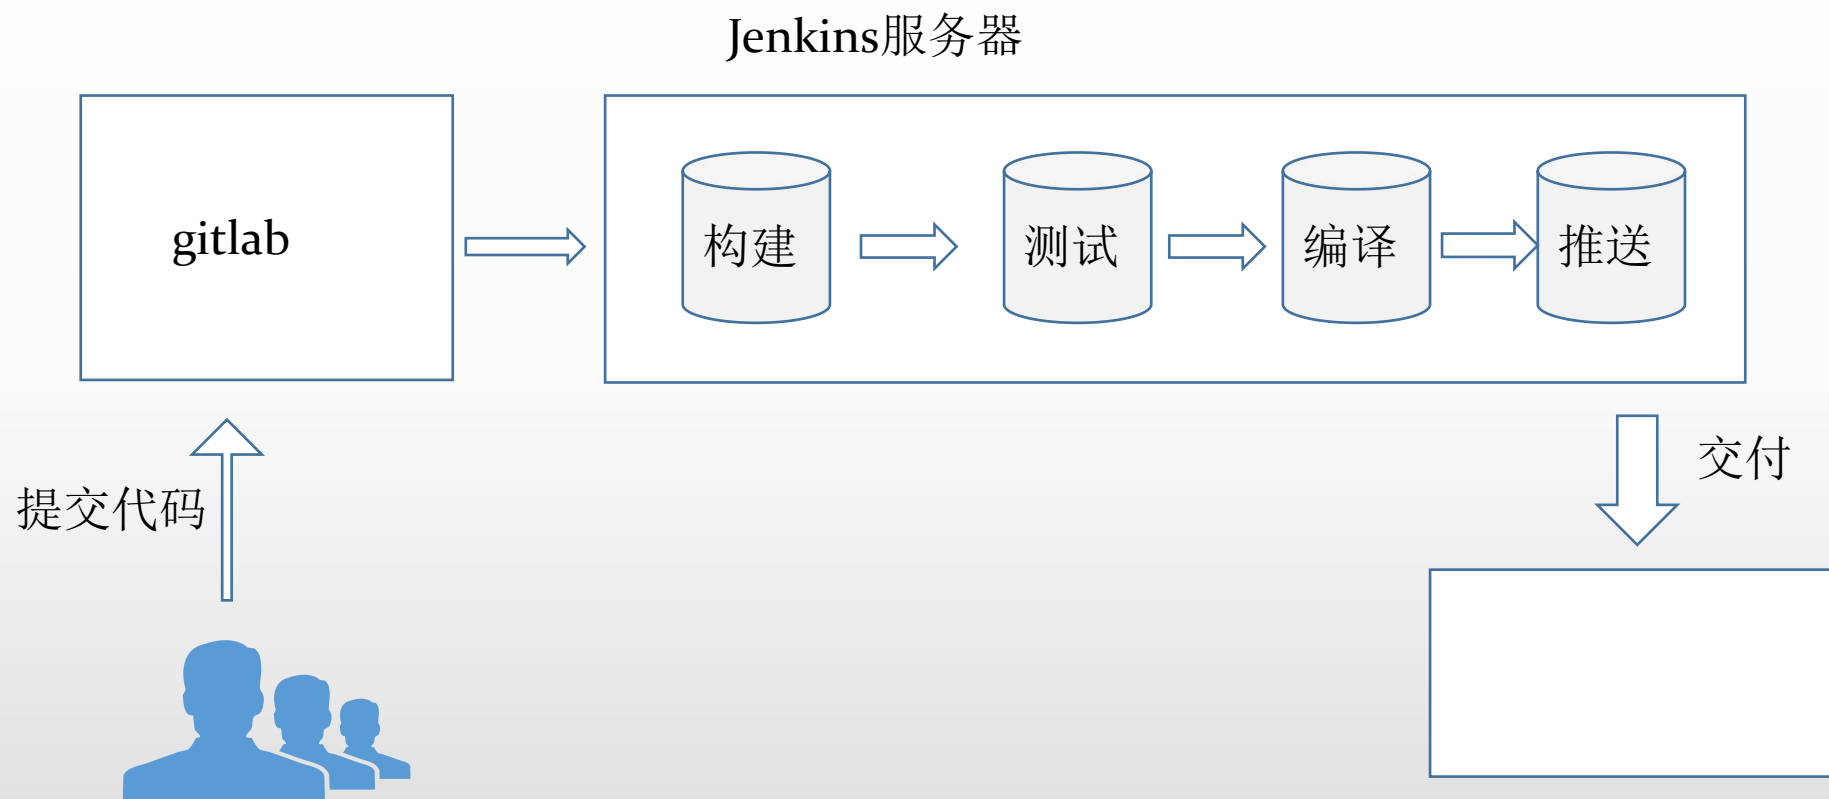 Jenkins服务器
gitlab
构建
测试
编译
推送
交付
提交代码